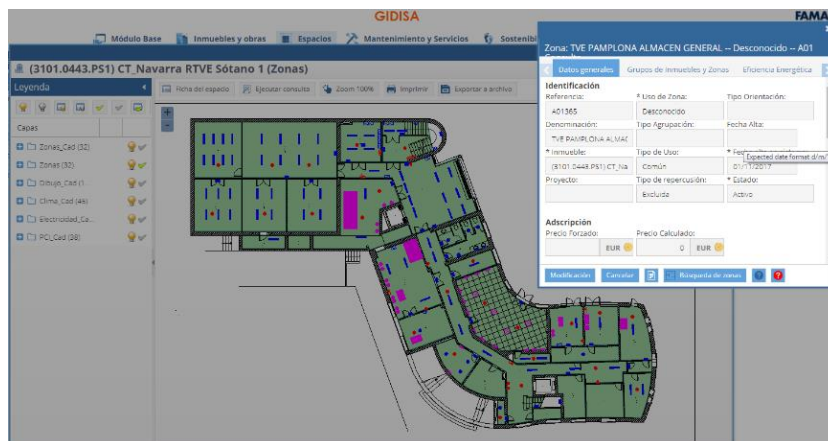 GIDISA
FAMA
Módulo Base
Inmuebles y obras
Espacios
Mantenimiento y Servicios
Sostenibi
(3101.0443.PS1) CT_Navarra RTVE Sótano 1 (Zonas)
Leyenda
Ficha del espacio
Ejecutar consulta
Zoom 100%
Imprimir
Exportar a archivo
Capas
Zonas_Cad (32)
Zonas (32)
Dibujo_Cad (1
Clima_Cad (46)
Electricidad_Ca...
PCI_Cad (38)
Zona: TVE PAMPLONA ALMACEN GENERAL -- Desconocido -- A01
Datos generales
Grupos de Inmuebles y Zonas
Eficiencia Energética
Identificación
Referencia:
* Uso de Zona:
Tipo Orientación:
A01365
Desconocido
Denominación:
Tipo Agrupación:
Fecha Alta:
TVE PAMPLONA ALMAC
Expected date format d/m/
* Inmueble:
Tipo de Uso:
* Fecha
(3101.0443.PS1) CT_Na
Común
01/11/2017
Proyecto:
Tipo de repercusión:
* Estado:
Excluida
Activo
Adscripción
Precio Forzado:
Precio Calculado:
EUR
0
EUR
Modificación
Cancelar
Búsqueda de zonas